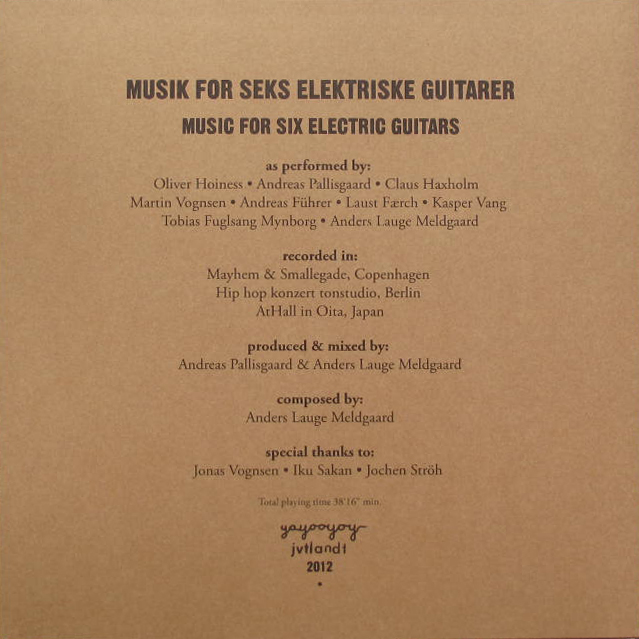 MUSIK FOR SEKS ELEKTRISKE GUITARER
MUSIC FOR SIX ELECTRIC GUITARS
as performed by:
Oliver Hoiness • Andreas Pallisgaard • Claus Haxholm
Martin Vognsen • Andreas Führer • Laust Færch • Kasper Vang
Tobias Fuglsang Mynborg • Anders Lauge Meldgaard
recorded in:
Mayhem & Smallegade, Copenhagen
Hip hop konzert tonstudio, Berlin
AtHall in Oita, Japan
produced & mixed by:
Andreas Pallisgaard & Anders Lauge Meldgaard
composed by:
Anders Lauge Meldgaard
special thanks to:
Jonas Vognsen • Iku Sakan • Jochen Ströh
Total playing time 38'16" min.
yoyooyoy
jvtlandt
2012